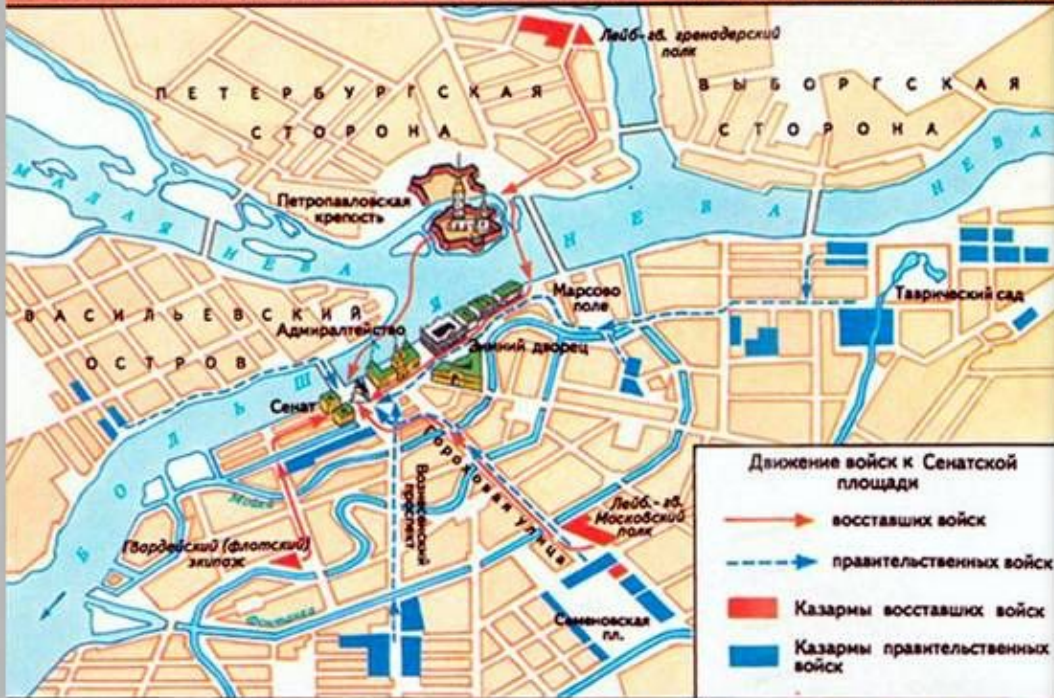 Лейб-гв. гренадерский
полк
ПЕТЕРБУРГСКАЯ
СТОРОНА
ВЫБОРГСКАЯ
СТОРОНА
МАЛАЯ НЕВА
НЕВА
Петропавловская
крепость
НЕВА
Марсово
поле
Таврический сад
ВАСИЛЬЕВСКИЙ
ОСТРОВ
Адмиралтейство
Зимний дворец
Сенат
БОЛЬШАЯ
Гороховая улица
Вознесенский
проспект
Мойка
Лейб.-гв.
Московский
полк
Гвардейский (флотский)
экипаж
Фонтанка
Семеновская
пл.
Движение войск к Сенатской
площади
восставших войск
правительственных войск
Казармы восставших войск
Казармы правительственных
войск